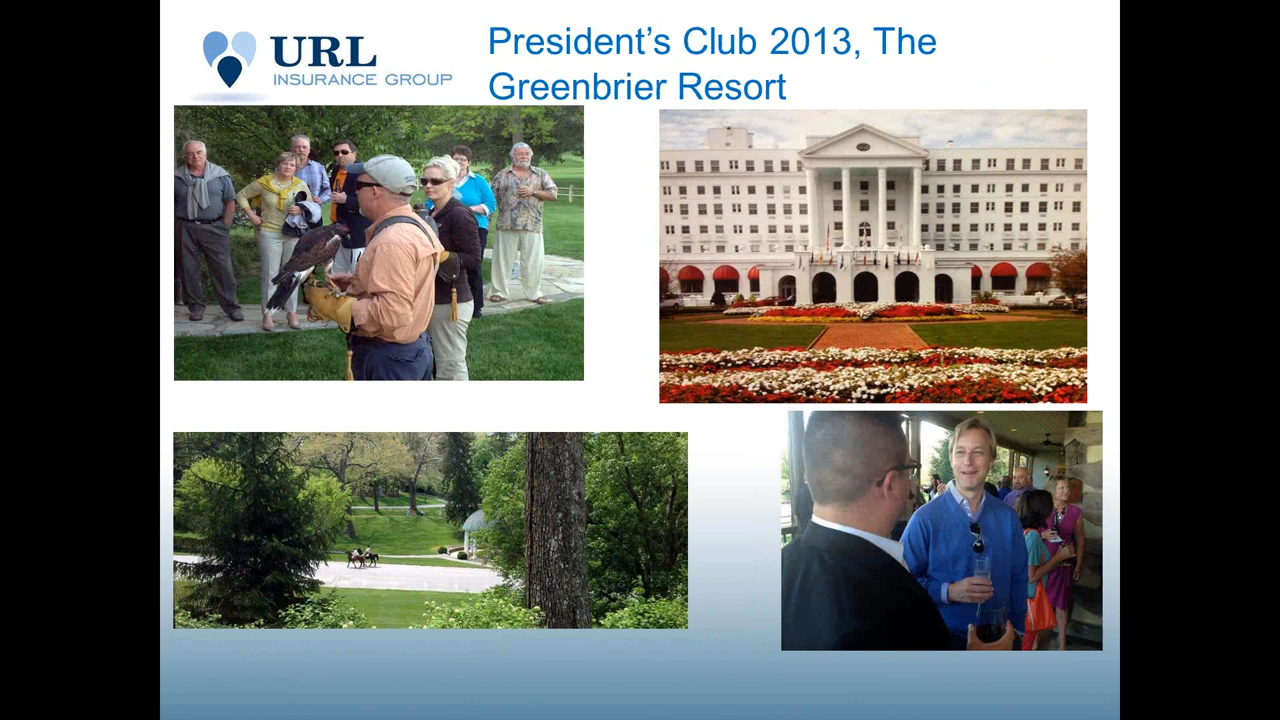 URL
INSURANCE GROUP
President’s Club 2013, The
Greenbrier Resort